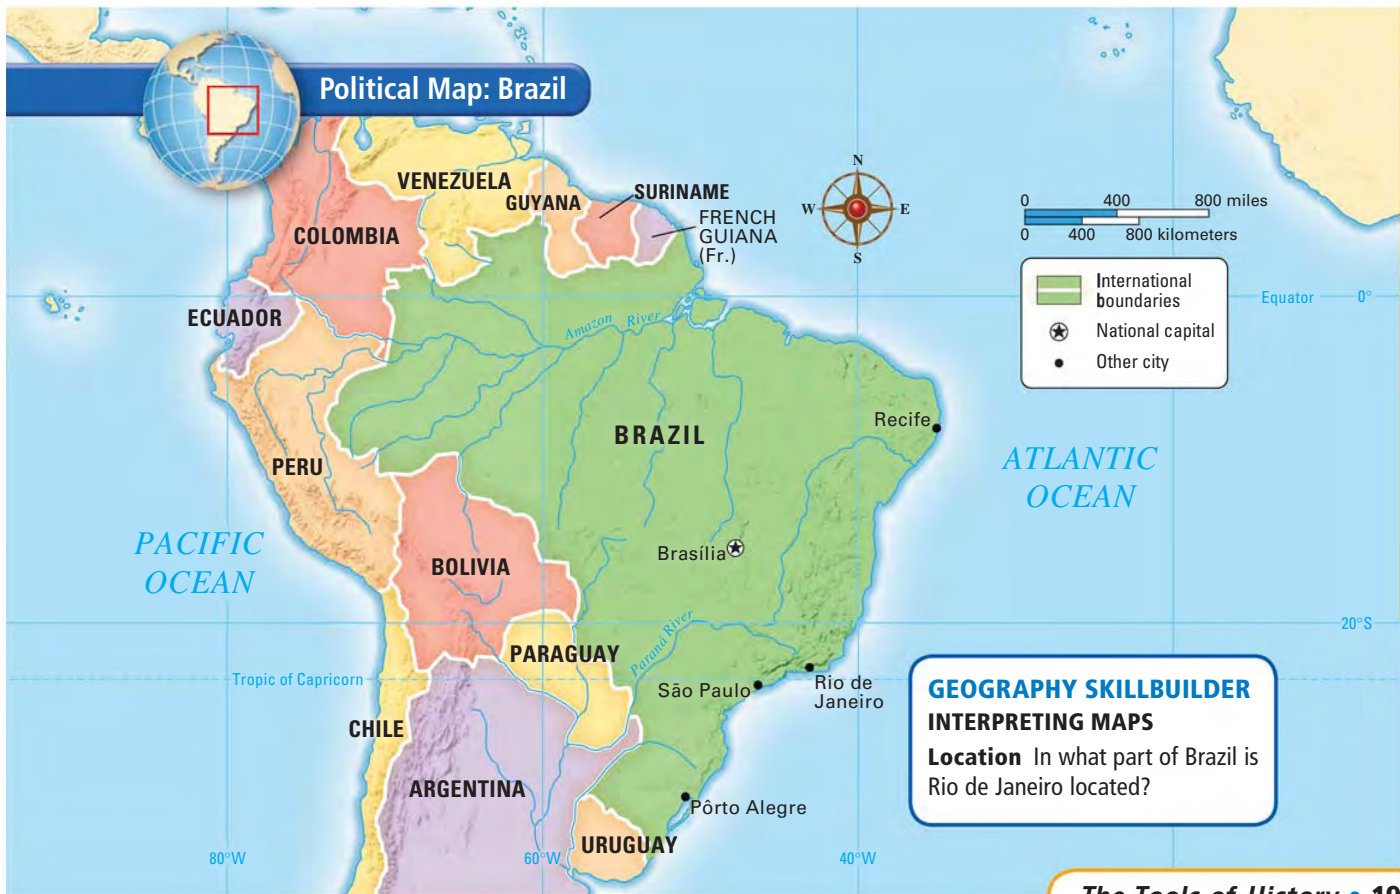 Political Map: Brazil
VENEZUELA
GUYANA
SURINAME
FRENCH
GUIANA
(Fr.)
COLOMBIA
ECUADOR
PERU
BRAZIL
BOLIVIA
PARAGUAY
CHILE
ARGENTINA
URUGUAY
Amazon River
Paraná River
Recife
Brasília
São Paulo
Rio de
Janeiro
Pôrto Alegre
PACIFIC
OCEAN
ATLANTIC
OCEAN
N
W E
S
0 400 800 miles
0 400 800 kilometers
International
boundaries
National capital
Other city
Equator 0°
20°S
Tropic of Capricorn
80°W 60°W 40°W
GEOGRAPHY SKILLBUILDER
INTERPRETING MAPS
Location In what part of Brazil is
Rio de Janeiro located?
The Tools of History • 19